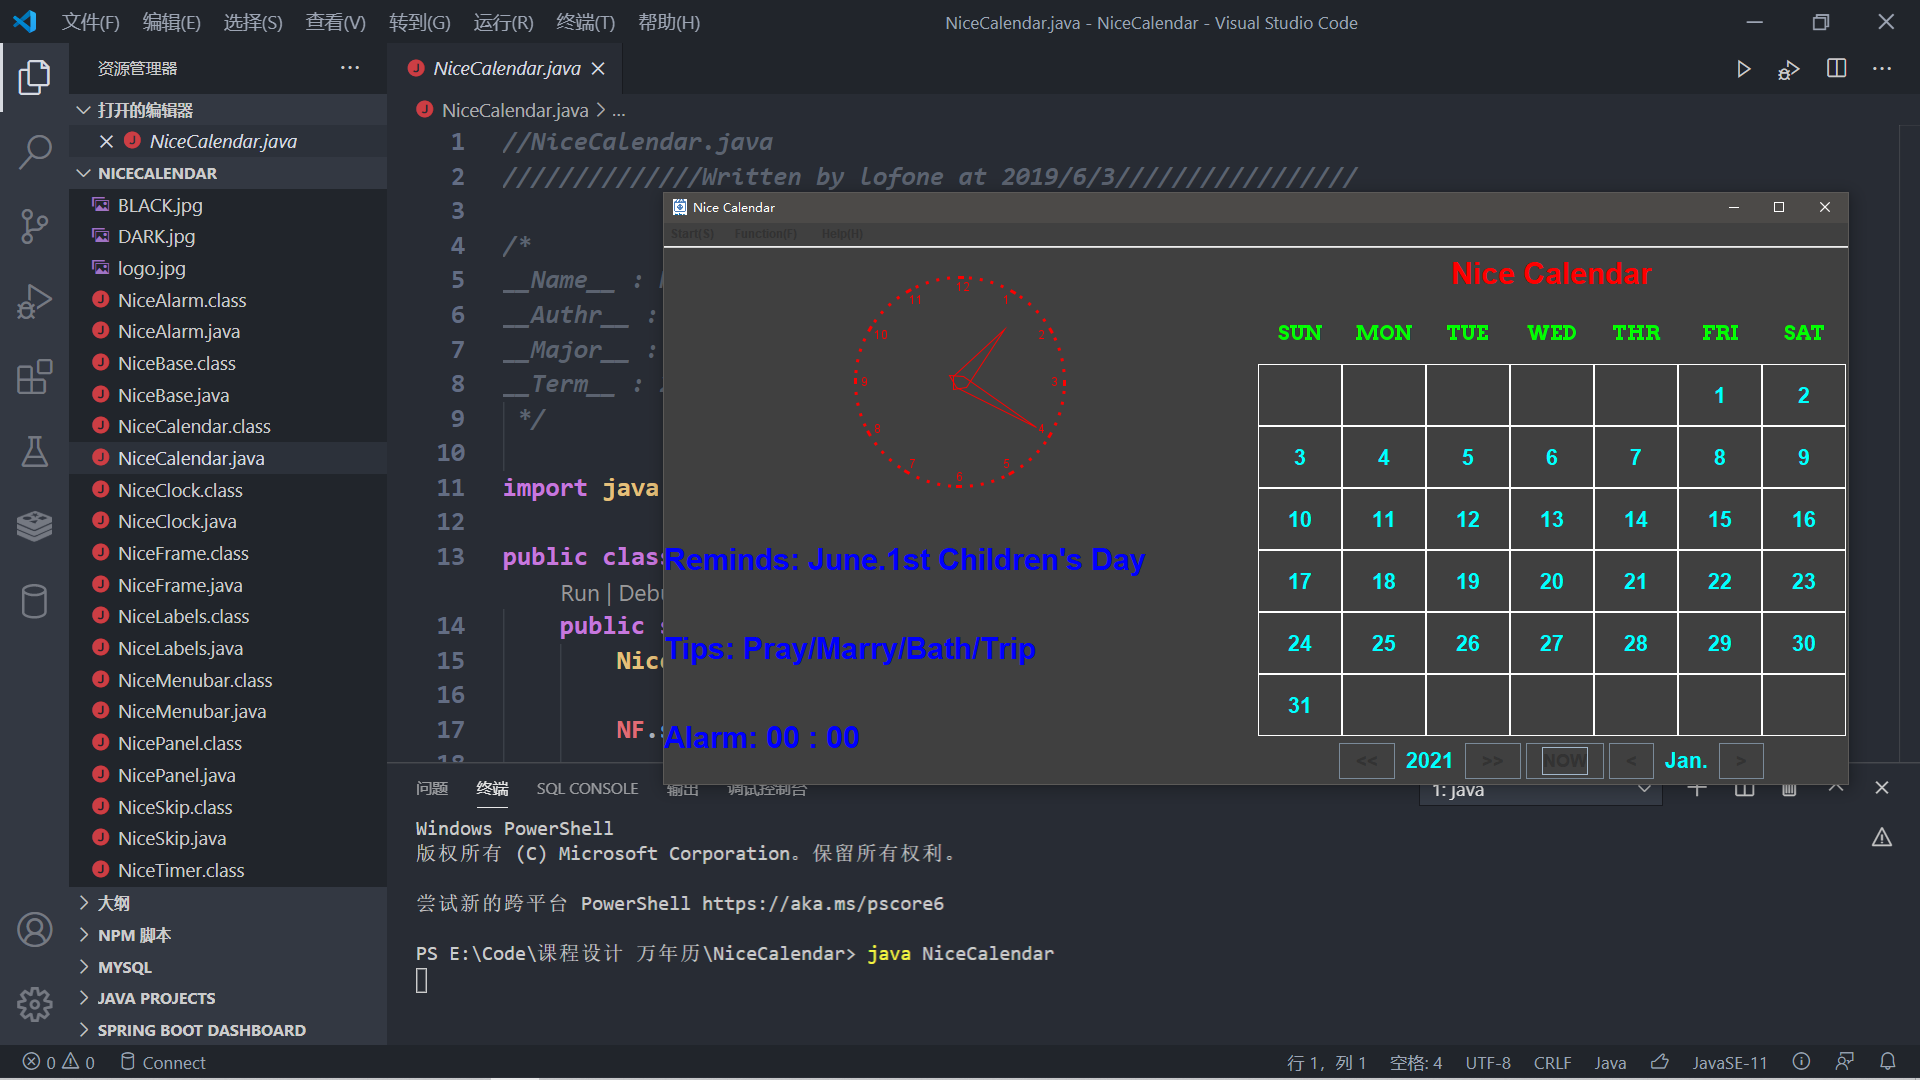 文件(F) 编辑(E) 选择(S) 查看(V) 转到(G) 运行(R) 终端(T) 帮助(H)
NiceCalendar.java - NiceCalendar - Visual Studio Code
资源管理器
打开的编辑器
NiceCalendar.java
NICECALENDAR
BLACK.jpg
DARK.jpg
logo.jpg
NiceAlarm.class
NiceAlarm.java
NiceBase.class
NiceBase.java
NiceCalendar.class
NiceCalendar.java
NiceClock.class
NiceClock.java
NiceFrame.class
NiceFrame.java
NiceLabels.class
NiceLabels.java
NiceMenubar.class
NiceMenubar.java
NicePanel.class
NicePanel.java
NiceSkip.class
NiceSkip.java
NiceTimer.class
大纲
NPM 脚本
MYSQL
JAVA PROJECTS
SPRING BOOT DASHBOARD
NiceCalendar.java
NiceCalendar.java > ...
1 //NiceCalendar.java
2 //////////////Written by lofone at 2019/6/3/////////////////
3
4 /*
5 __Name__ :
6 __Authr__ :
7 __Major__ :
8 __Term__ :
9 */
10
11 import java
12
13 public class
Run | Debu
14 public
15 Nice
16
17 NF.
18
Nice Calendar
Start(S) Function(F) Help(H)
12
11 1
10 2
9 3
8 4
7 5
6
Reminds: June.1st Children's Day
Tips: Pray/Marry/Bath/Trip
Alarm: 00 : 00
Nice Calendar
SUN MON TUE WED THR FRI SAT
1 2
3 4 5 6 7 8 9
10 11 12 13 14 15 16
17 18 19 20 21 22 23
24 25 26 27 28 29 30
31
<< 2021 >> NOW < Jan. >
问题 终端 SQL CONSOLE 输出 调试控制台
1: java
Windows PowerShell
版权所有 (C) Microsoft Corporation。保留所有权利。
尝试新的跨平台 PowerShell https://aka.ms/pscore6
PS E:\Code\课程设计 万年历\NiceCalendar> java NiceCalendar
0 0 Connect
行 1，列 1 空格: 4 UTF-8 CRLF Java JavaSE-11